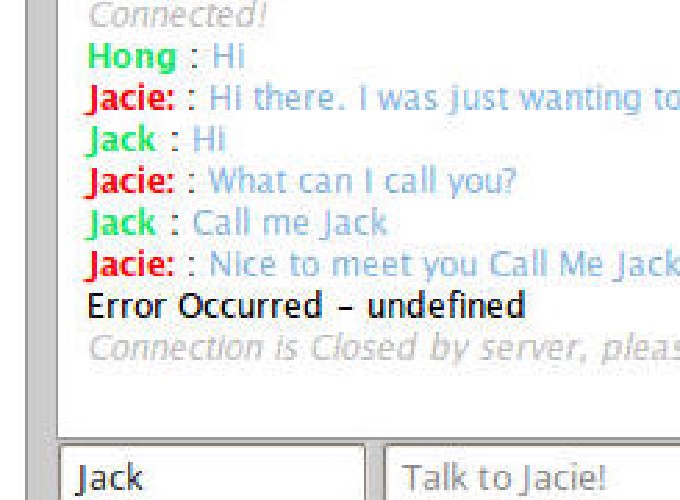 Connected!
Hong : Hi
Jacie: : Hi there. I was just wanting to
Jack : Hi
Jacie: : What can I call you?
Jack : Call me Jack
Jacie: : Nice to meet you Call Me Jack
Error Occurred – undefined
Connection is Closed by server, pleas
Jack
Talk to Jacie!